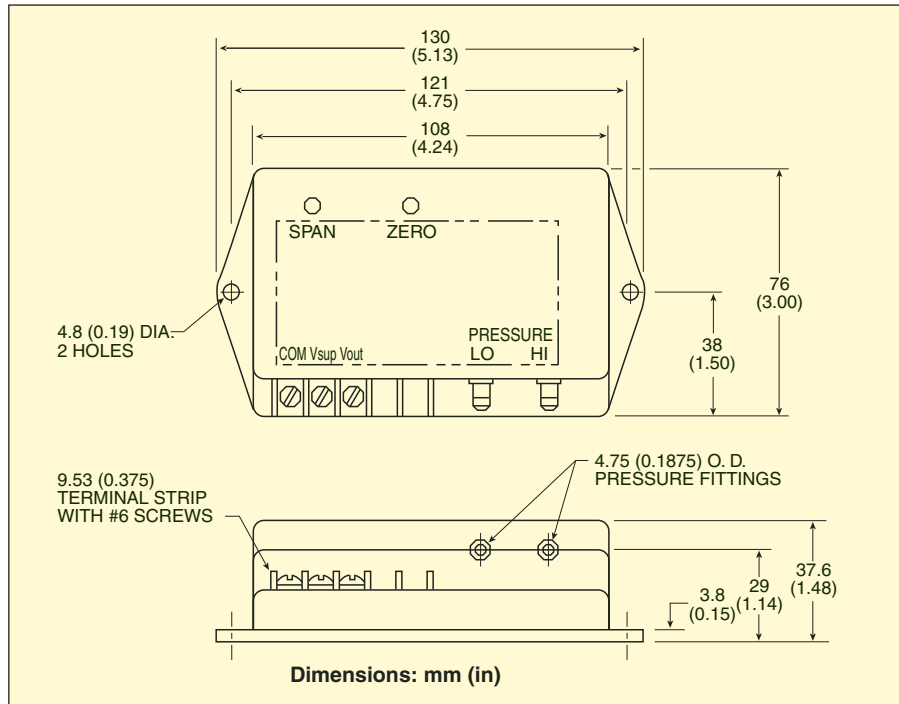 130
(5.13)
121
(4.75)
108
(4.24)
SPAN ZERO
76
(3.00)
4.8 (0.19) DIA.
2 HOLES
PRESSURE
COM Vsup Vout LO HI
38
(1.50)
9.53 (0.375)
TERMINAL STRIP
WITH #6 SCREWS
4.75 (0.1875) O. D.
PRESSURE FITTINGS
3.8
(0.15)
29
(1.14)
37.6
(1.48)
Dimensions: mm (in)